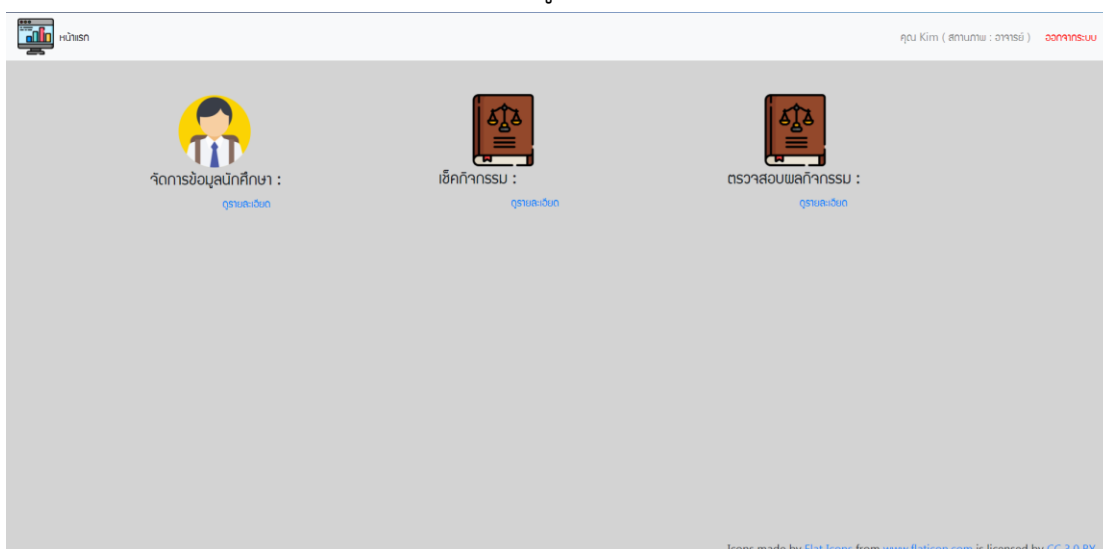 หน้าแรก
คุณ Kim ( สถานภาพ : อาจารย์ ) ออกจากระบบ
จัดการข้อมูลนักศึกษา :
ดูรายละเอียด
เช็คกิจกรรม :
ดูรายละเอียด
ตรวจสอบผลกิจกรรม :
ดูรายละเอียด
Icons made by Flat Icons from www.flaticon.com is licensed by CC 3.0 BY